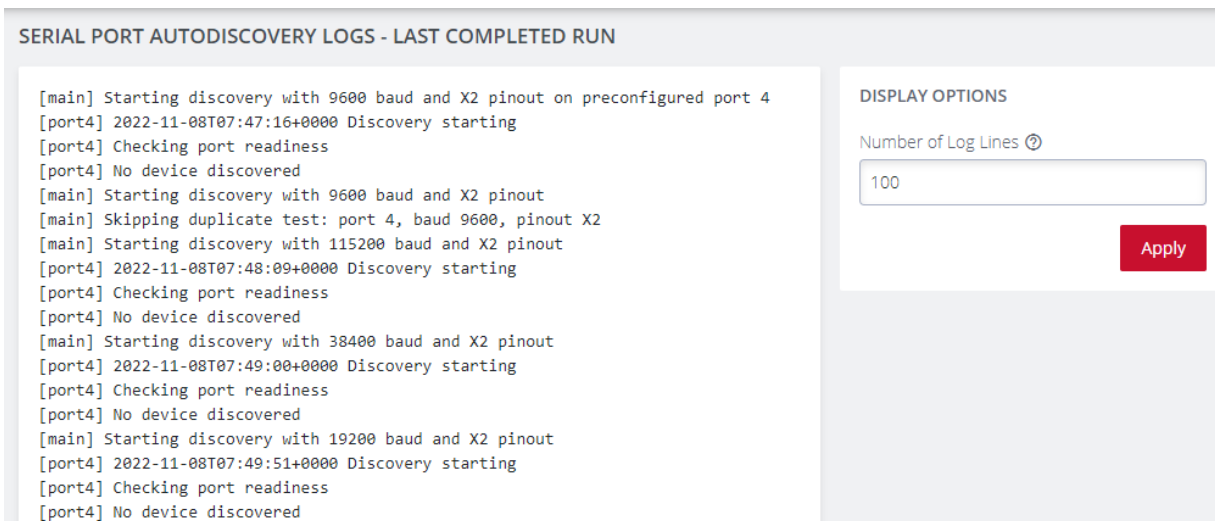 SERIAL PORT AUTODISCOVERY LOGS - LAST COMPLETED RUN
[main] Starting discovery with 9600 baud and X2 pinout on preconfigured port 4
[port4] 2022-11-08T07:47:16+0000 Discovery starting
[port4] Checking port readiness
[port4] No device discovered
[main] Starting discovery with 9600 baud and X2 pinout
[main] Skipping duplicate test: port 4, baud 9600, pinout X2
[main] Starting discovery with 115200 baud and X2 pinout
[port4] 2022-11-08T07:48:09+0000 Discovery starting
[port4] Checking port readiness
[port4] No device discovered
[main] Starting discovery with 38400 baud and X2 pinout
[port4] 2022-11-08T07:49:00+0000 Discovery starting
[port4] Checking port readiness
[port4] No device discovered
[main] Starting discovery with 19200 baud and X2 pinout
[port4] 2022-11-08T07:49:51+0000 Discovery starting
[port4] Checking port readiness
[port4] No device discovered
DISPLAY OPTIONS
Number of Log Lines ?
100
Apply